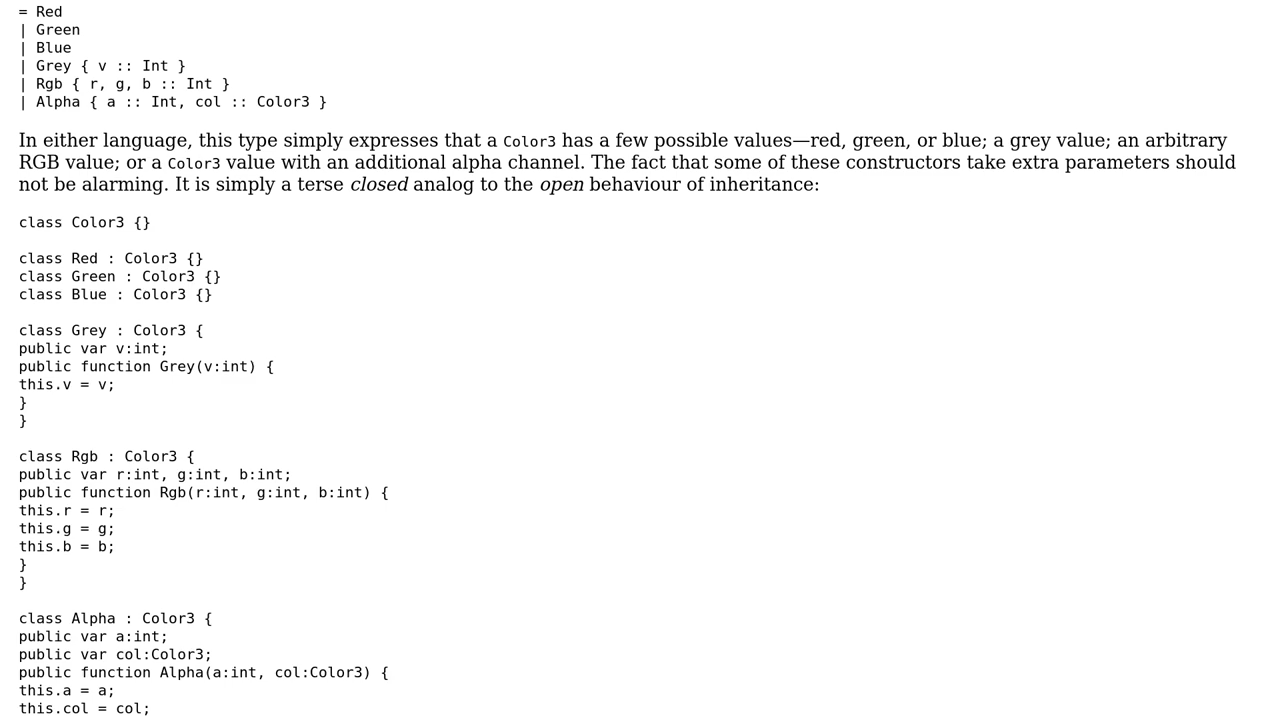 = Red
| Green
| Blue
| Grey { v :: Int }
| Rgb { r, g, b :: Int }
| Alpha { a :: Int, col :: Color3 }
In either language, this type simply expresses that a Color3 has a few possible values—red, green, or blue; a grey value; an arbitrary
RGB value; or a Color3 value with an additional alpha channel. The fact that some of these constructors take extra parameters should
not be alarming. It is simply a terse closed analog to the open behaviour of inheritance:
class Color3 {}
class Red : Color3 {}
class Green : Color3 {}
class Blue : Color3 {}
class Grey : Color3 {
public var v:int;
public function Grey(v:int) {
this.v = v;
}
}
class Rgb : Color3 {
public var r:int, g:int, b:int;
public function Rgb(r:int, g:int, b:int) {
this.r = r;
this.g = g;
this.b = b;
}
}
class Alpha : Color3 {
public var a:int;
public var col:Color3;
public function Alpha(a:int, col:Color3) {
this.a = a;
this.col = col;